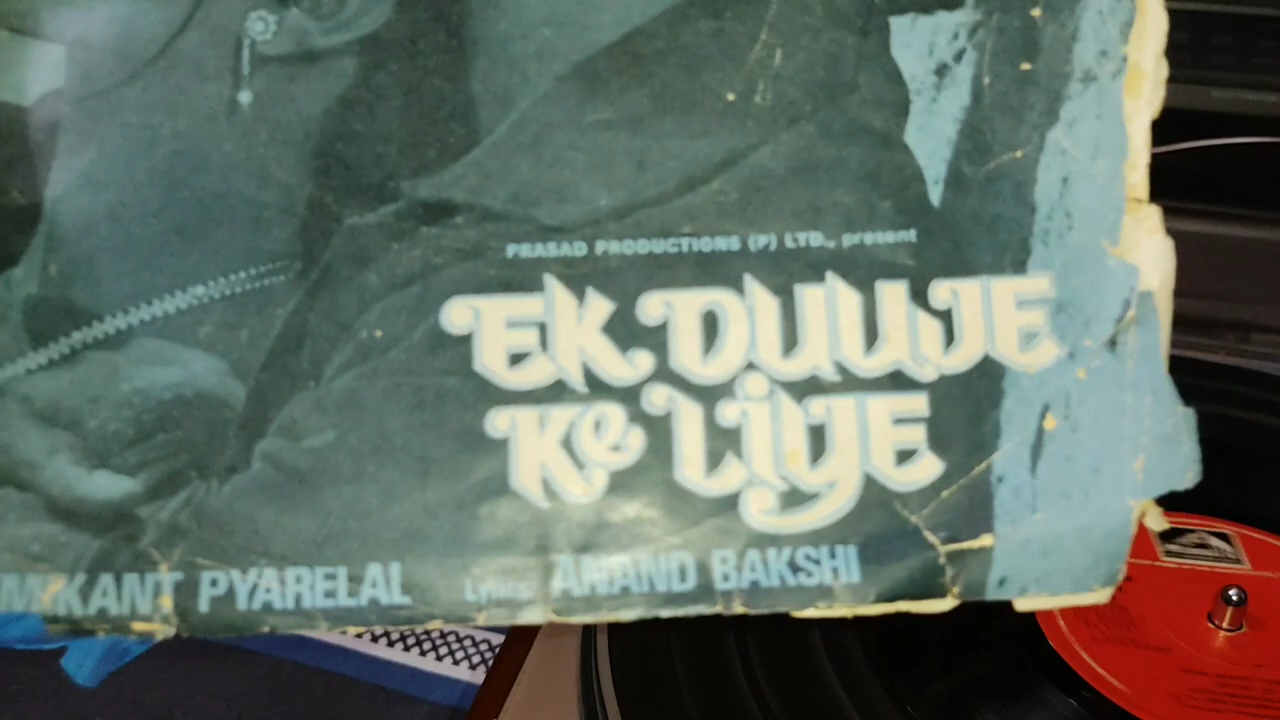 PRASAD PRODUCTIONS (P) LTD., present
EK DUUJE
KE LIYE
MIKANT PYARELAL Lyrics: ANAND BAKSHI